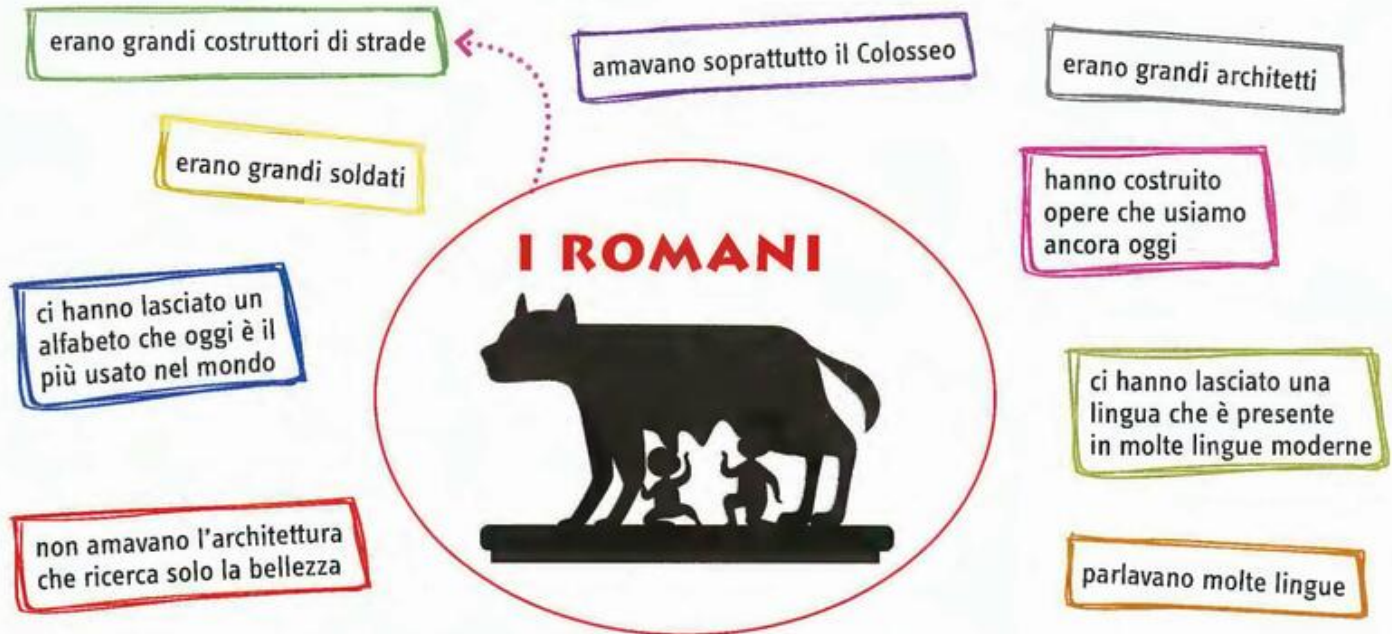 erano grandi costruttori di strade
amavano soprattutto il Colosseo
erano grandi architetti
erano grandi soldati
hanno costruito
opere che usiamo
ancora oggi
I ROMANI
ci hanno lasciato un
alfabeto che oggi è il
più usato nel mondo
ci hanno lasciato una
lingua che è presente
in molte lingue moderne
non amavano l'architettura
che ricerca solo la bellezza
parlavano molte lingue